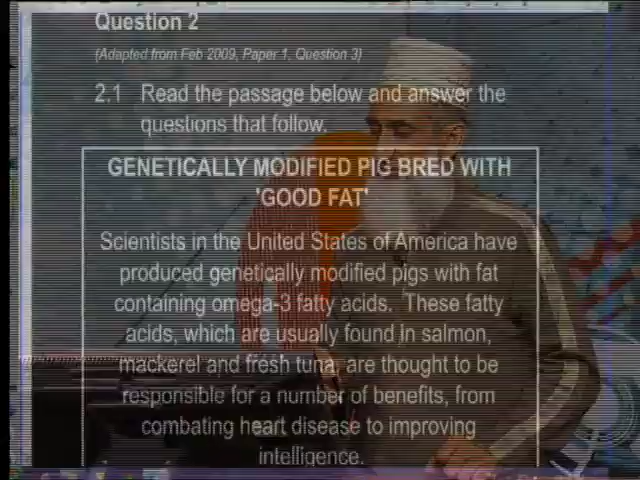 Question 2
(Adapted from Feb 2009, Paper 1, Question 3)
2.1 Read the passage below and answer the
questions that follow.
GENETICALLY MODIFIED PIG BRED WITH
'GOOD FAT'
Scientists in the United States of America have
produced genetically modified pigs with fat
containing omega-3 fatty acids. These fatty
acids, which are usually found in salmon,
mackerel and fresh tuna, are thought to be
responsible for a number of benefits, from
combating heart disease to improving
intelligence.